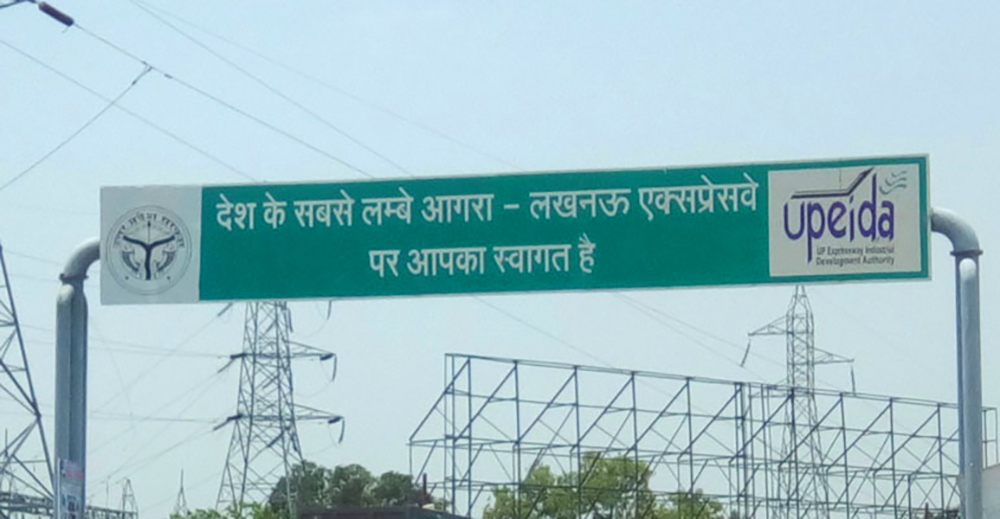 देश के सबसे लम्बे आगरा – लखनऊ एक्सप्रेसवे
पर आपका स्वागत है
upeida
UP Expressway Industrial
Development Authority